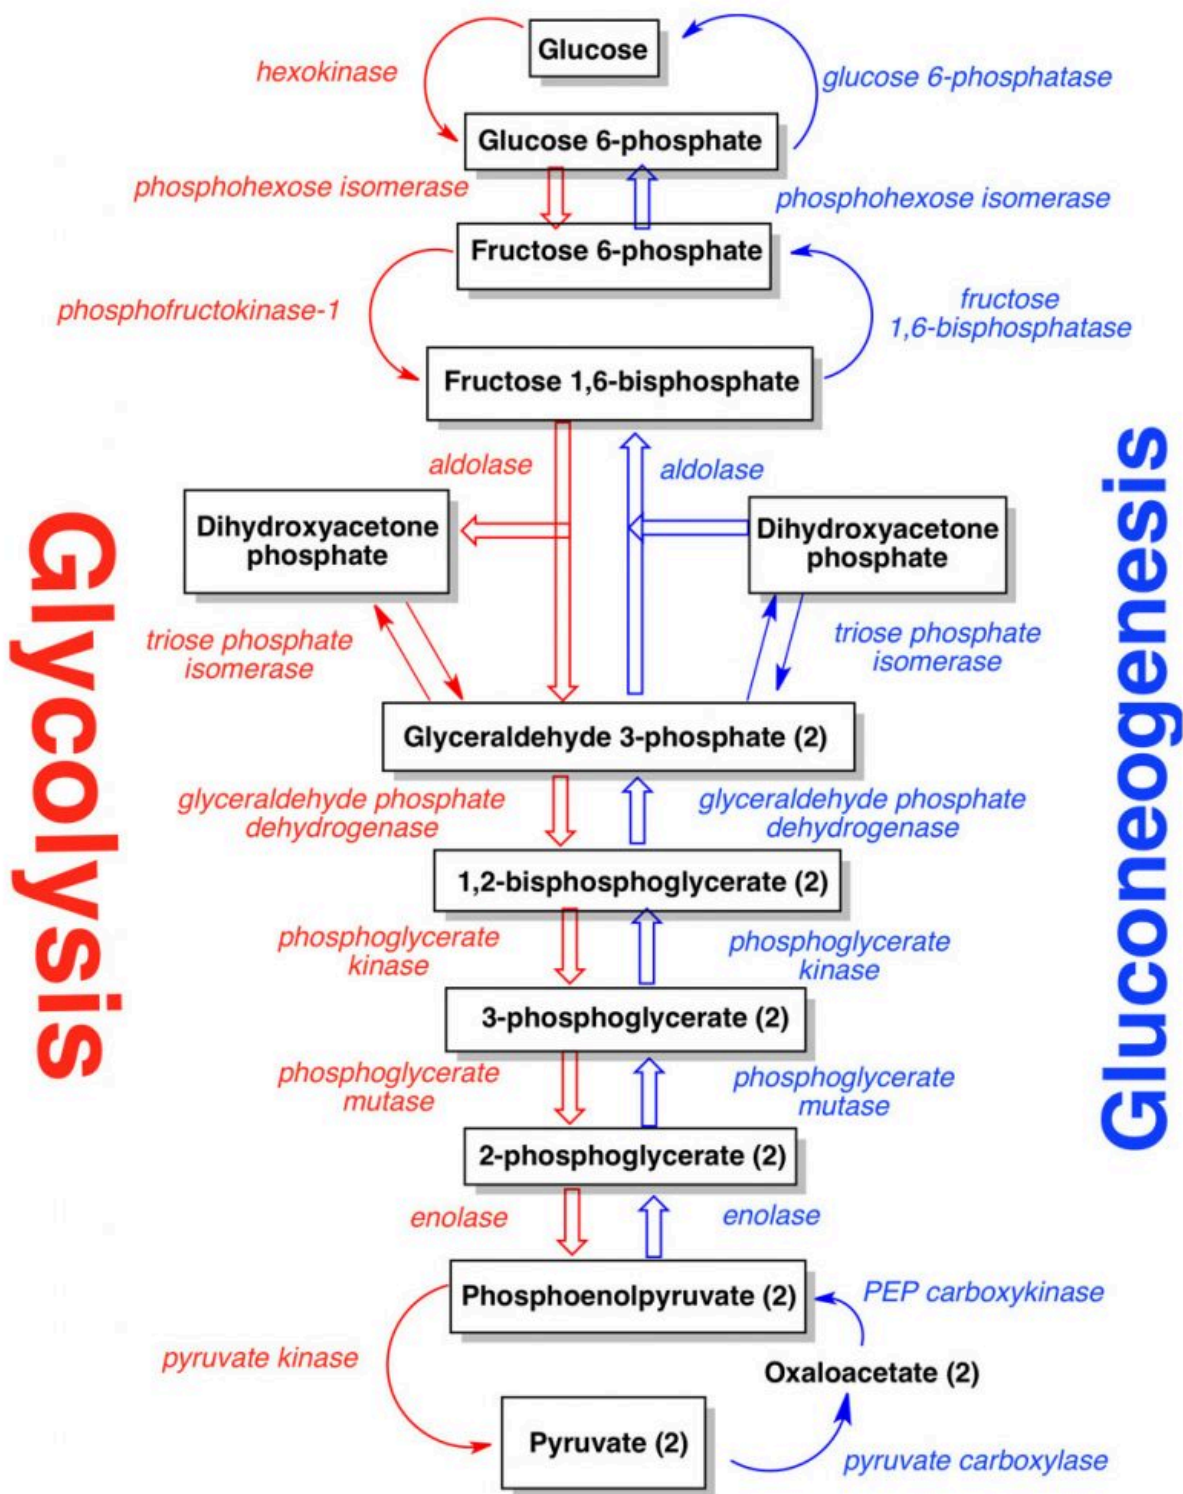 Glucose
hexokinase
glucose 6-phosphatase
Glucose 6-phosphate
phosphohexose isomerase
phosphohexose isomerase
Fructose 6-phosphate
phosphofructokinase-1
fructose
1,6-bisphosphatase
Fructose 1,6-bisphosphate
aldolase
aldolase
Dihydroxyacetone
phosphate
Dihydroxyacetone
phosphate
triose phosphate
isomerase
triose phosphate
isomerase
Glyceraldehyde 3-phosphate (2)
glyceraldehyde phosphate
dehydrogenase
glyceraldehyde phosphate
dehydrogenase
1,2-bisphosphoglycerate (2)
phosphoglycerate
kinase
phosphoglycerate
kinase
3-phosphoglycerate (2)
phosphoglycerate
mutase
phosphoglycerate
mutase
2-phosphoglycerate (2)
enolase
enolase
Phosphoenolpyruvate (2)
PEP carboxykinase
pyruvate kinase
Oxaloacetate (2)
Pyruvate (2)
pyruvate carboxylase
Glycolysis
Gluconeogenesis